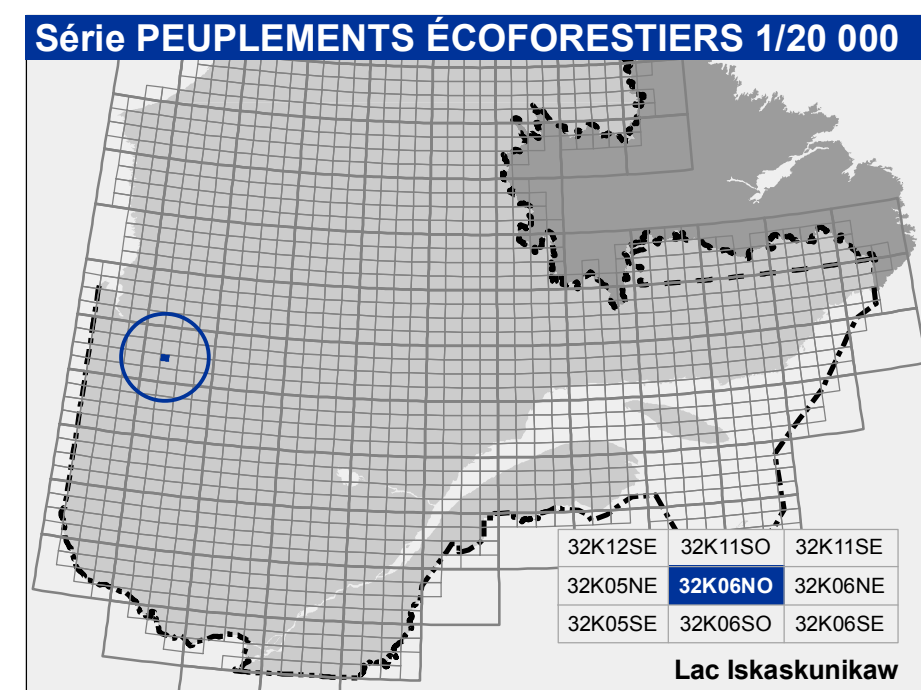 Série PEUPLEMENTS ÉCOFORESTIERS 1/20 000
32K12SE 32K11SO 32K11SE
32K05NE 32K06NO 32K06NE
32K05SE 32K06SO 32K06SE
Lac Iskaskunikaw